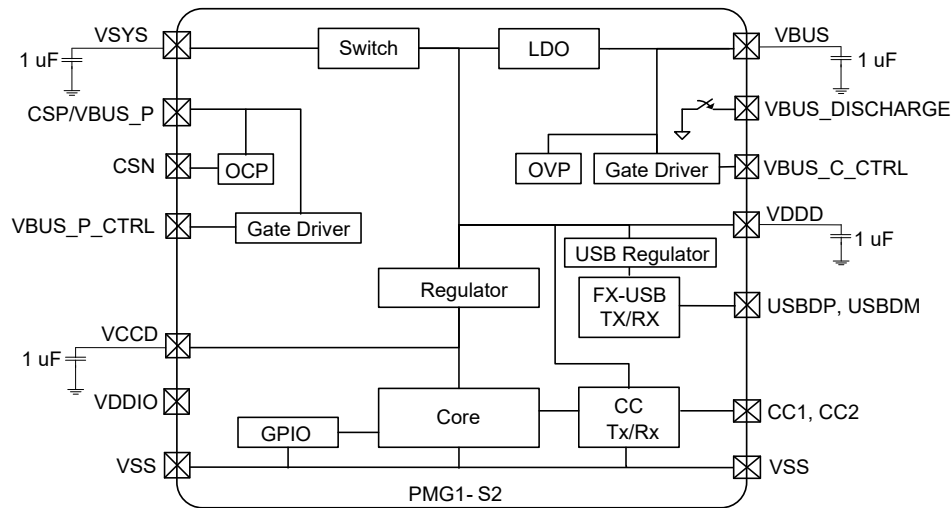 VSYS
1 uF
Switch
LDO
VBUS
1 uF
CSP/VBUS_P
VBUS_DISCHARGE
CSN
OCP
OVP
Gate Driver
VBUS_C_CTRL
VBUS_P_CTRL
Gate Driver
VDDD
1 uF
USB Regulator
Regulator
FX-USB
TX/RX
USBDP, USBDM
VCCD
1 uF
VDDIO
Core
CC
Tx/Rx
CC1, CC2
GPIO
VSS
VSS
PMG1- S2